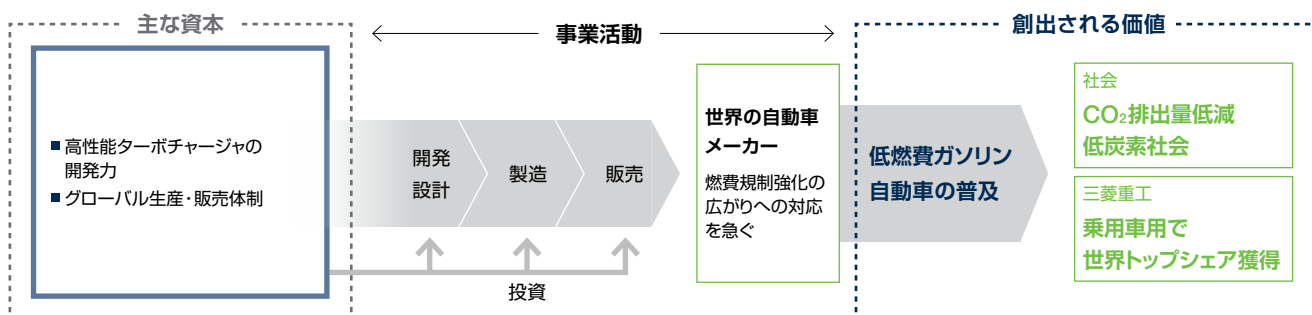 主な資本
事業活動
創出される価値
■高性能ターボチャージャの
開発力
■グローバル生産・販売体制
開発
設計
製造
販売
投資
世界の自動車
メーカー
燃費規制強化の
広がりへの対応
を急ぐ
低燃費ガソリン
自動車の普及
社会
CO₂排出量低減
低炭素社会
三菱重工
乗用車用で
世界トップシェア獲得